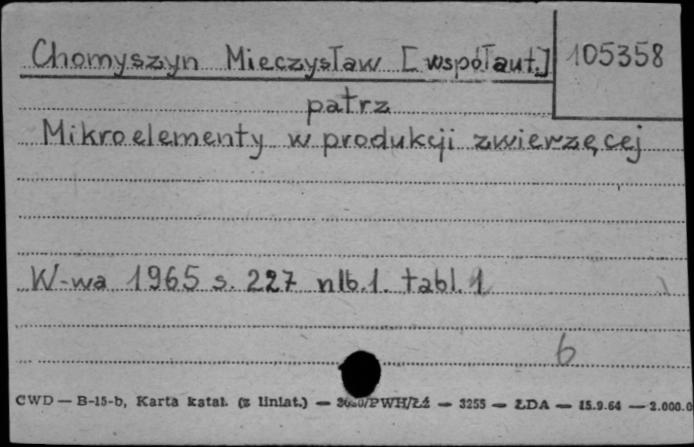 Chomyszyn Mieczysław [współaut.] 105358
patrz
Mikroelementy w produkcji zwierzęcej
W-wa 1965 s. 227 nlb. 1. tabl. 1
6
CWD — B-15-b, Karta katal. (z liniat.) — — 3255 — ŁDA — 15.9.64 — 2.000.0